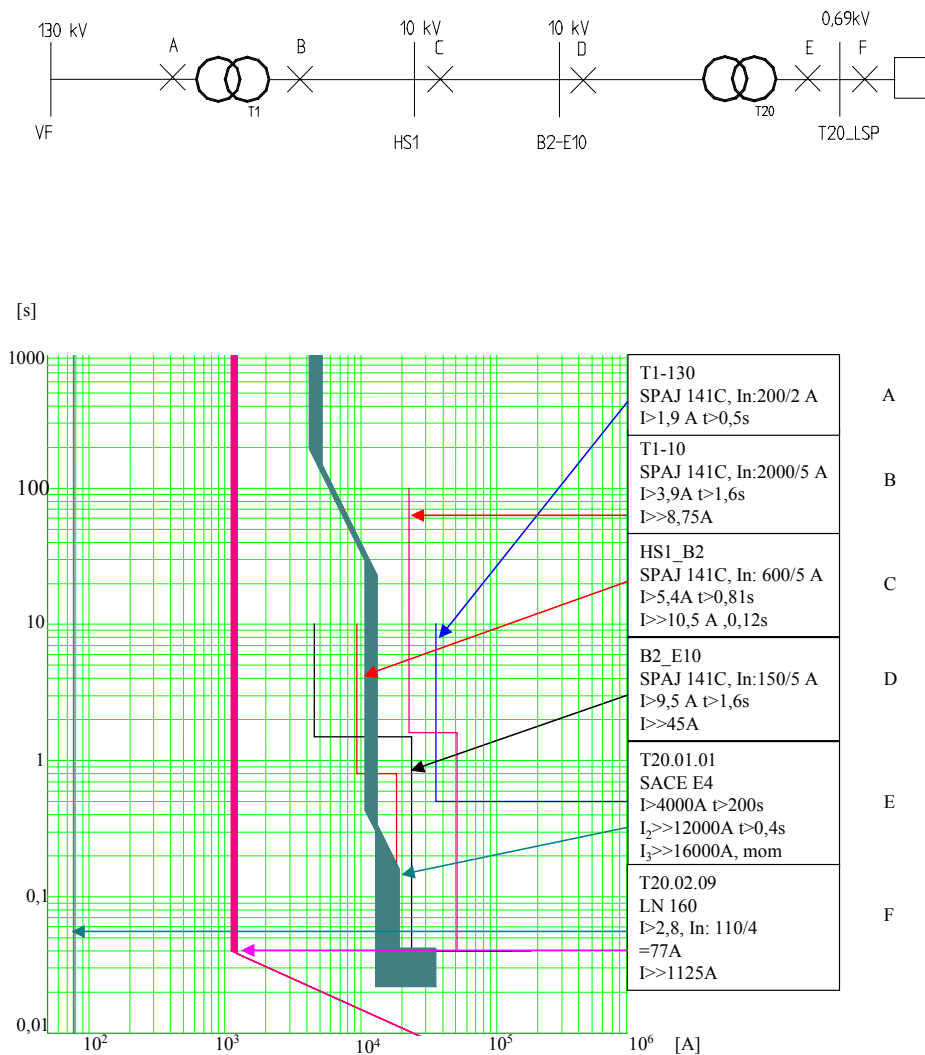 130 kV
A
B
10 kV
C
10 kV
D
0,69kV
E
F
T1
T20
VF
HS1
B2-E10
T20_LSP
[s]
1000
100
10
1
0,1
0,01
10²
10³
10⁴
10⁵
10⁶
[A]
T1-130
SPAJ 141C, In:200/2 A
I>1,9 A t>0,5s
A
T1-10
SPAJ 141C, In:2000/5 A
I>3,9A t>1,6s
I>>8,75A
B
HS1_B2
SPAJ 141C, In: 600/5 A
I>5,4A t>0,81s
I>>10,5 A ,0,12s
C
B2_E10
SPAJ 141C, In:150/5 A
I>9,5 A t>1,6s
I>>45A
D
T20.01.01
SACE E4
I>4000A t>200s
I₂>>12000A t>0,4s
I₃>>16000A, mom
E
T20.02.09
LN 160
I>2,8, In: 110/4
=77A
I>>1125A
F